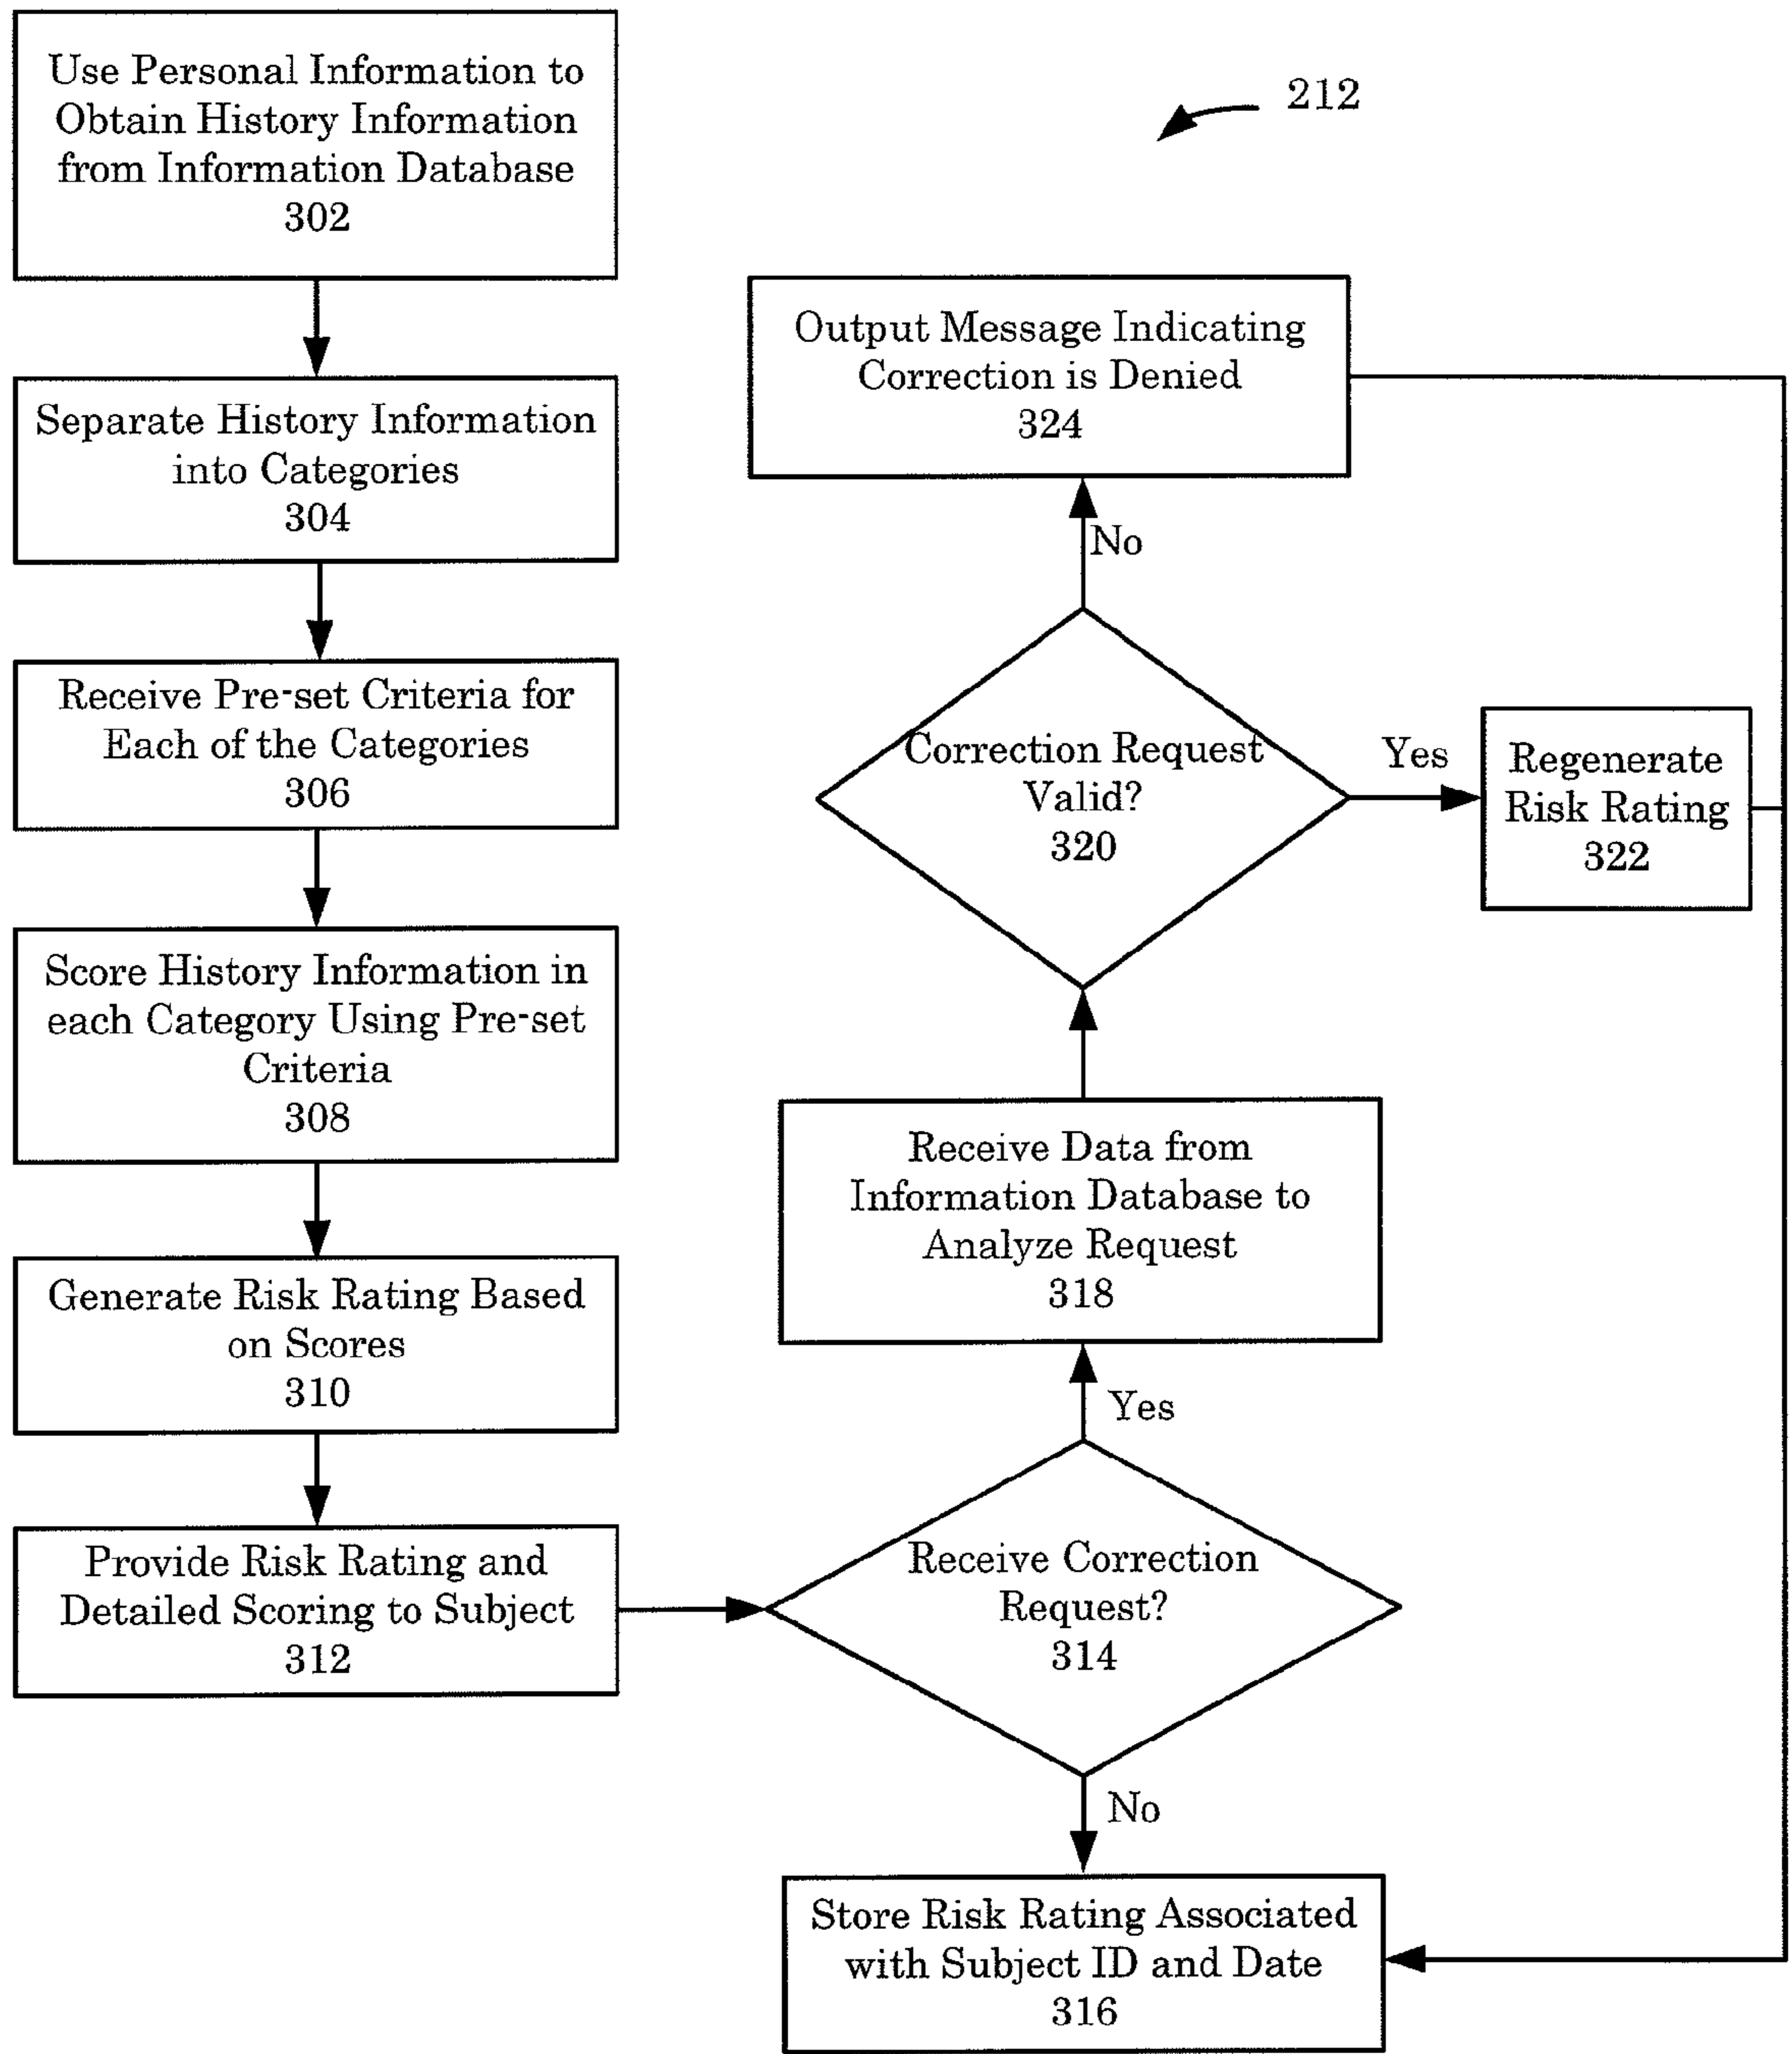 Use Personal Information to
Obtain History Information
from Information Database
302
212
Separate History Information
into Categories
304
Receive Pre-set Criteria for
Each of the Categories
306
Score History Information in
each Category Using Pre-set
Criteria
308
Generate Risk Rating Based
on Scores
310
Provide Risk Rating and
Detailed Scoring to Subject
312
Receive Correction
Request?
314
Yes
No
Receive Data from
Information Database to
Analyze Request
318
Correction Request
Valid?
320
Yes
No
Regenerate
Risk Rating
322
Output Message Indicating
Correction is Denied
324
Store Risk Rating Associated
with Subject ID and Date
316